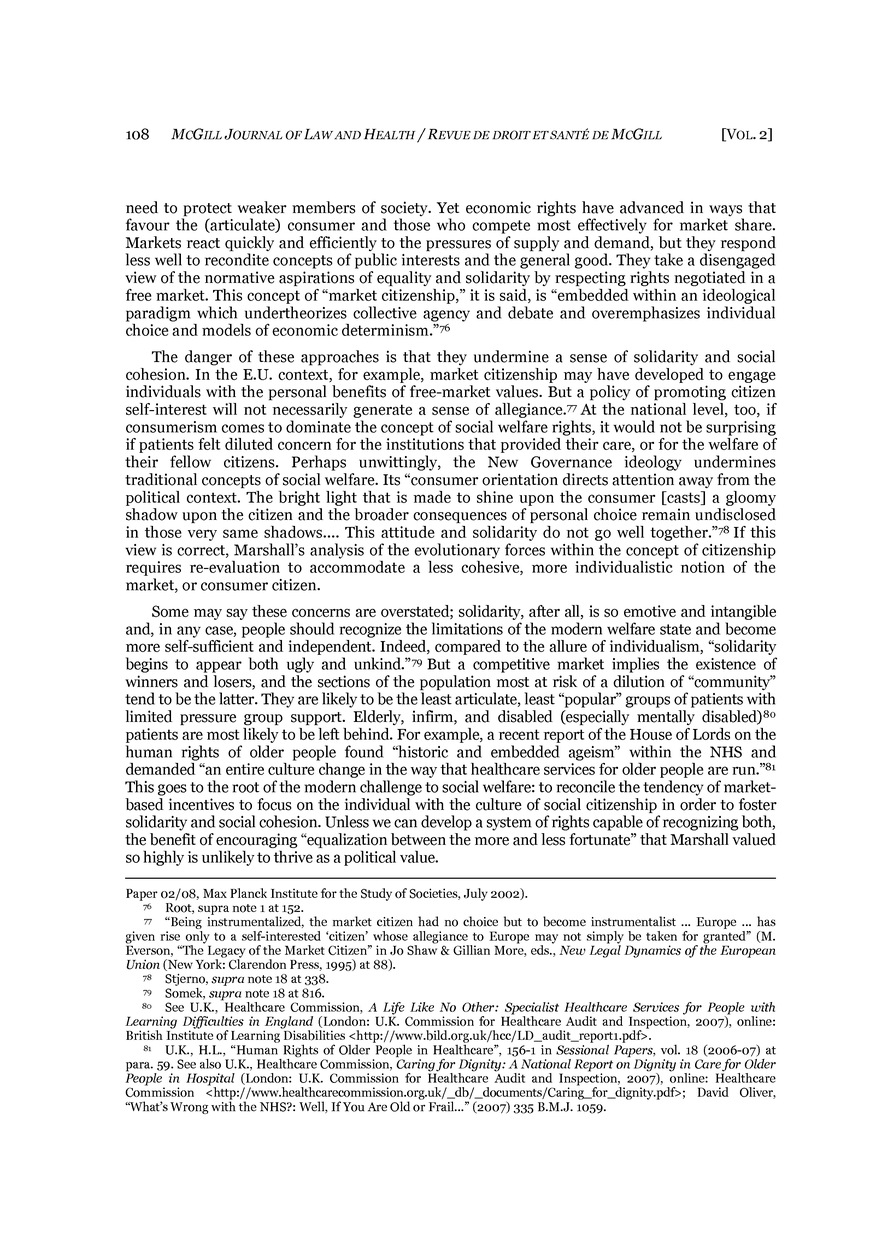 108 MCGILL JOURNAL OF LAW AND HEALTH / REVUE DE DROIT ET SANTÉ DE MCGILL [VOL. 2]
need to protect weaker members of society. Yet economic rights have advanced in ways that
favour the (articulate) consumer and those who compete most effectively for market share.
Markets react quickly and efficiently to the pressures of supply and demand, but they respond
less well to recondite concepts of public interests and the general good. They take a disengaged
view of the normative aspirations of equality and solidarity by respecting rights negotiated in a
free market. This concept of “market citizenship,” it is said, is “embedded within an ideological
paradigm which undertheorizes collective agency and debate and overemphasizes individual
choice and models of economic determinism.”76
The danger of these approaches is that they undermine a sense of solidarity and social
cohesion. In the E.U. context, for example, market citizenship may have developed to engage
individuals with the personal benefits of free-market values. But a policy of promoting citizen
self-interest will not necessarily generate a sense of allegiance.77 At the national level, too, if
consumerism comes to dominate the concept of social welfare rights, it would not be surprising
if patients felt diluted concern for the institutions that provided their care, or for the welfare of
their fellow citizens. Perhaps unwittingly, the New Governance ideology undermines
traditional concepts of social welfare. Its “consumer orientation directs attention away from the
political context. The bright light that is made to shine upon the consumer [casts] a gloomy
shadow upon the citizen and the broader consequences of personal choice remain undisclosed
in those very same shadows.... This attitude and solidarity do not go well together.”78 If this
view is correct, Marshall’s analysis of the evolutionary forces within the concept of citizenship
requires re-evaluation to accommodate a less cohesive, more individualistic notion of the
market, or consumer citizen.
Some may say these concerns are overstated; solidarity, after all, is so emotive and intangible
and, in any case, people should recognize the limitations of the modern welfare state and become
more self-sufficient and independent. Indeed, compared to the allure of individualism, “solidarity
begins to appear both ugly and unkind.”79 But a competitive market implies the existence of
winners and losers, and the sections of the population most at risk of a dilution of “community”
tend to be the latter. They are likely to be the least articulate, least “popular” groups of patients with
limited pressure group support. Elderly, infirm, and disabled (especially mentally disabled)80
patients are most likely to be left behind. For example, a recent report of the House of Lords on the
human rights of older people found “historic and embedded ageism” within the NHS and
demanded “an entire culture change in the way that healthcare services for older people are run.”81
This goes to the root of the modern challenge to social welfare: to reconcile the tendency of market-
based incentives to focus on the individual with the culture of social citizenship in order to foster
solidarity and social cohesion. Unless we can develop a system of rights capable of recognizing both,
the benefit of encouraging “equalization between the more and less fortunate” that Marshall valued
so highly is unlikely to thrive as a political value.
Paper 02/08, Max Planck Institute for the Study of Societies, July 2002).
76 Root, supra note 1 at 152.
77 “Being instrumentalized, the market citizen had no choice but to become instrumentalist ... Europe ... has
given rise only to a self-interested ‘citizen’ whose allegiance to Europe may not simply be taken for granted” (M.
Everson, “The Legacy of the Market Citizen” in Jo Shaw & Gillian More, eds., New Legal Dynamics of the European
Union (New York: Clarendon Press, 1995) at 88).
78 Stjerno, supra note 18 at 338.
79 Somek, supra note 18 at 816.
80 See U.K., Healthcare Commission, A Life Like No Other: Specialist Healthcare Services for People with
Learning Difficulties in England (London: U.K. Commission for Healthcare Audit and Inspection, 2007), online:
British Institute of Learning Disabilities <http://www.bild.org.uk/hcc/LD_audit_report1.pdf>.
81 U.K., H.L., “Human Rights of Older People in Healthcare”, 156-1 in Sessional Papers, vol. 18 (2006-07) at
para. 59. See also U.K., Healthcare Commission, Caring for Dignity: A National Report on Dignity in Care for Older
People in Hospital (London: U.K. Commission for Healthcare Audit and Inspection, 2007), online: Healthcare
Commission <http://www.healthcarecommission.org.uk/_db/_documents/Caring_for_dignity.pdf>; David Oliver,
“What’s Wrong with the NHS?: Well, If You Are Old or Frail...” (2007) 335 B.M.J. 1059.